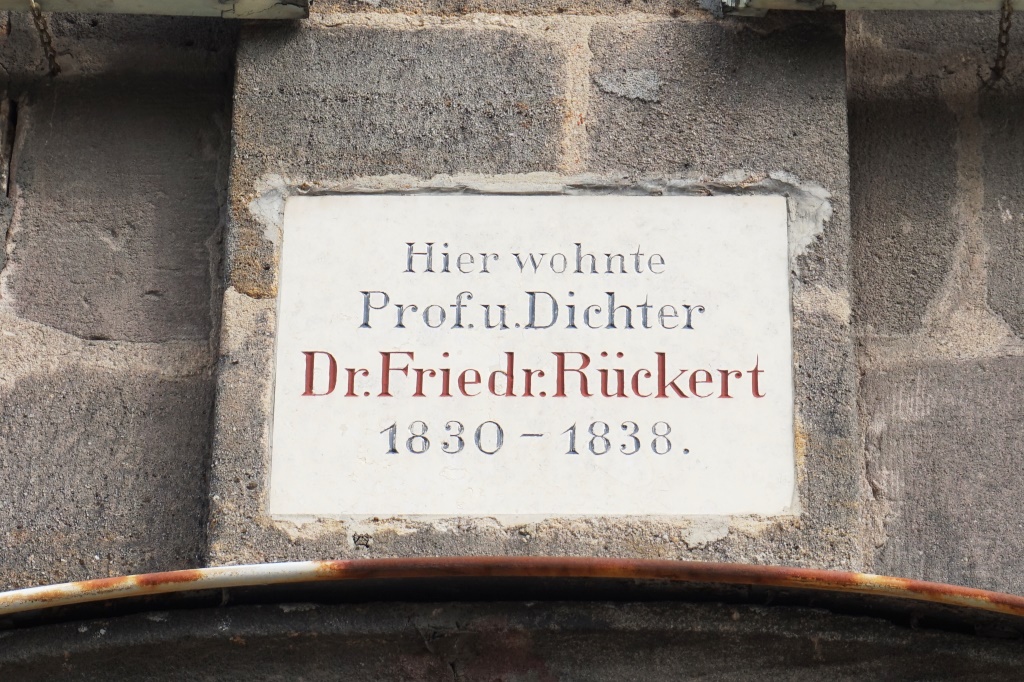 Hier wohnte
Prof. u. Dichter
Dr. Friedr. Rückert
1830 – 1838.